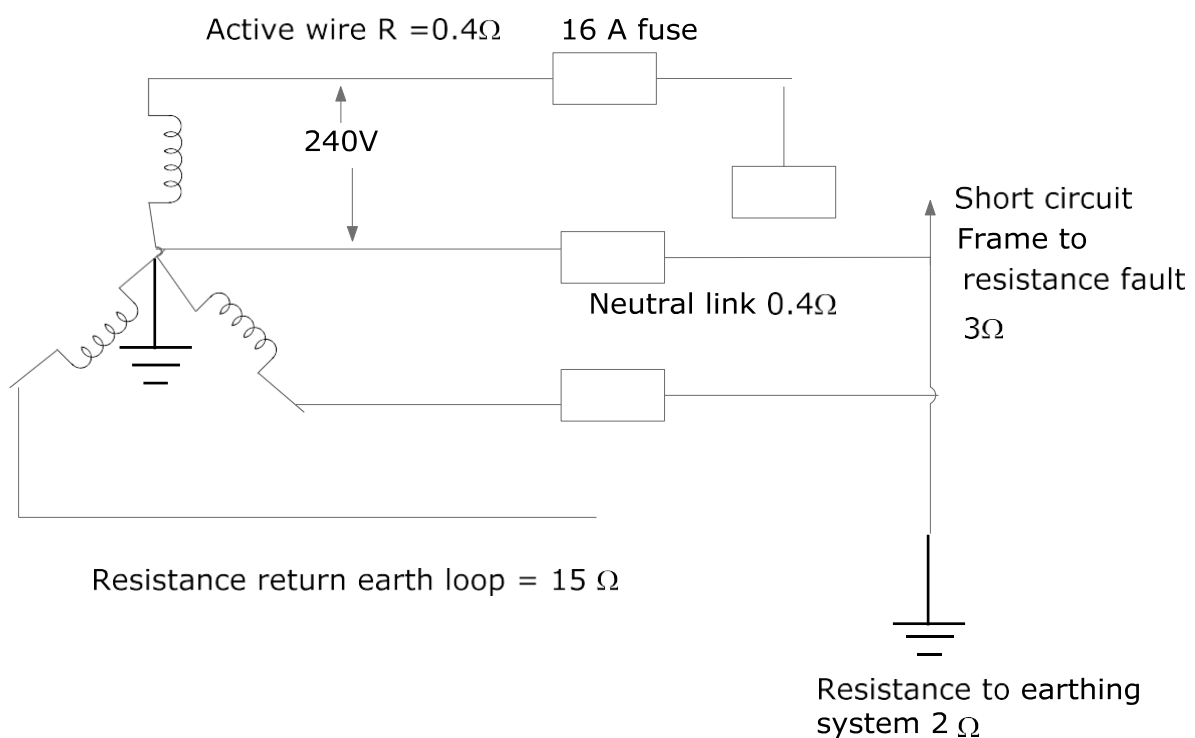 Active wire R =0.4Ω
16 A fuse
240V
Short circuit
Frame to
resistance fault
3Ω
Neutral link 0.4Ω
Resistance return earth loop = 15 Ω
Resistance to earthing
system 2 Ω